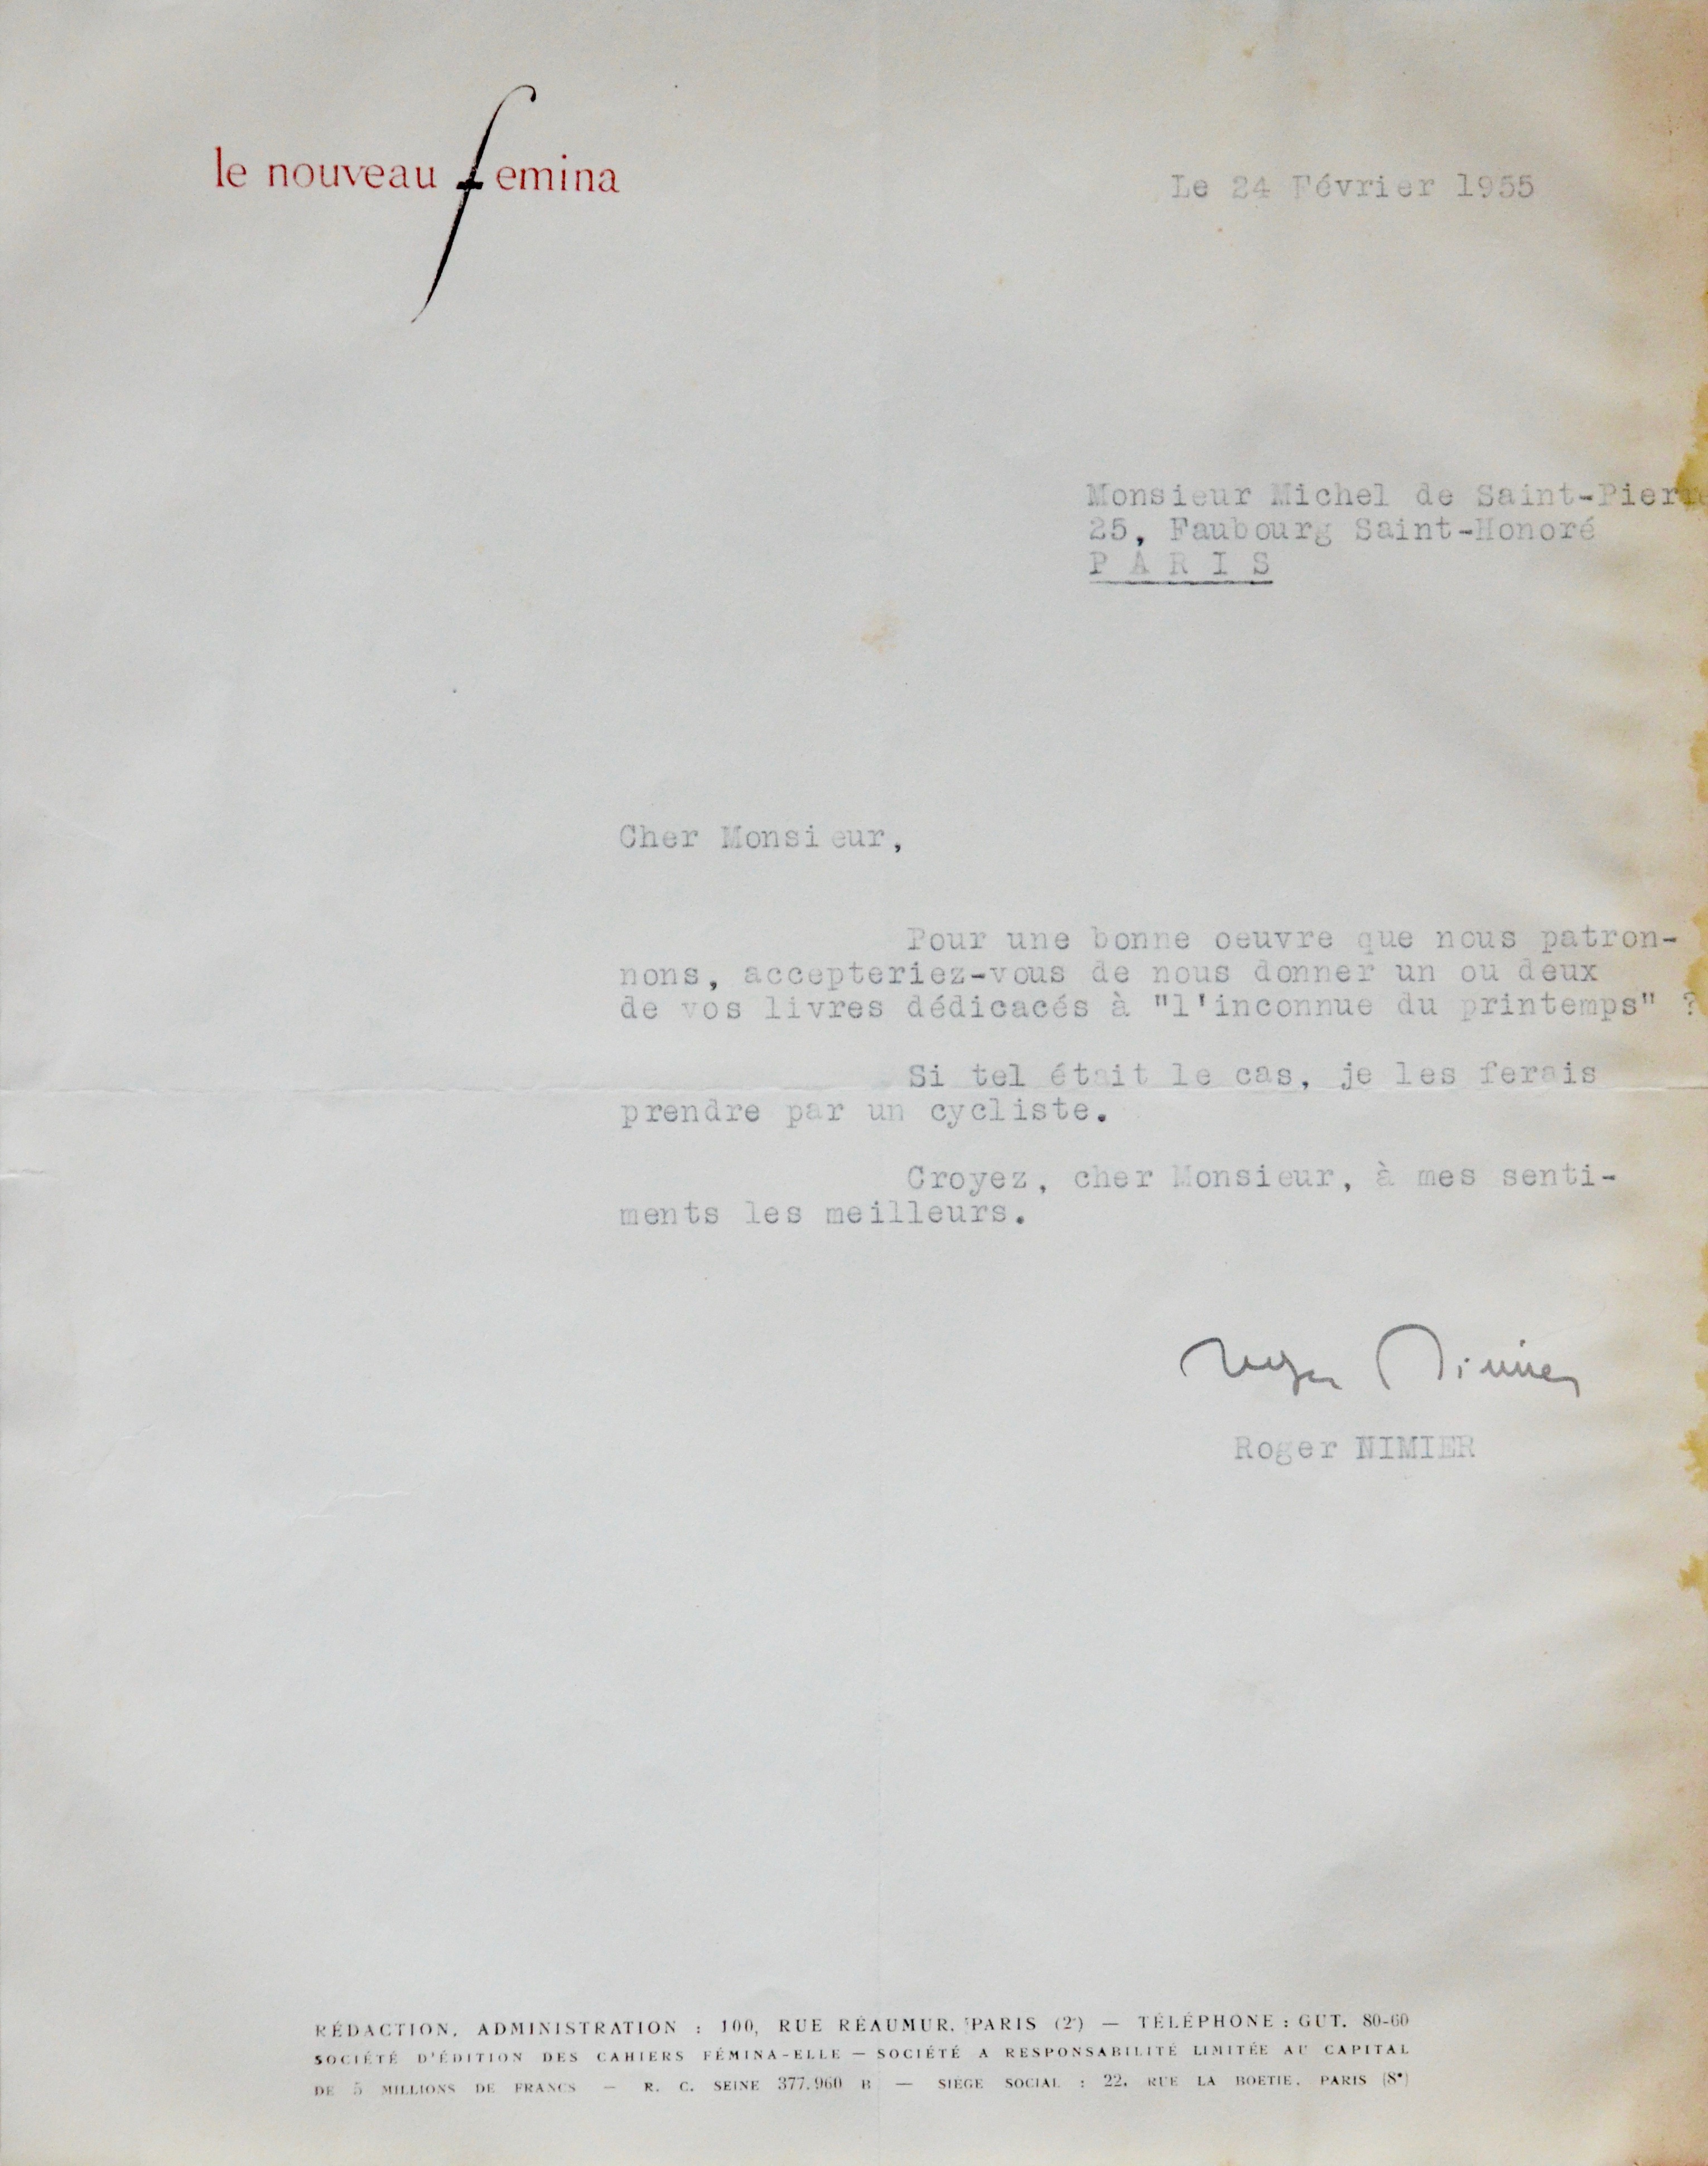 le nouveau femina
Le 24 Février 1955
Monsieur Michel de Saint-Pierre
25, Faubourg Saint-Honoré
P A R I S
Cher Monsieur,
Pour une bonne oeuvre que nous patron-
nons, accepteriez-vous de nous donner un ou deux
de vos livres dédicacés à "l'inconnue du printemps" ?
Si tel était le cas, je les ferais
prendre par un cycliste.
Croyez, cher Monsieur, à mes senti-
ments les meilleurs.
Roger Nimier
Roger NIMIER
RÉDACTION, ADMINISTRATION : 100, RUE RÉAUMUR, PARIS (2e) — TÉLÉPHONE : GUT. 80-60
SOCIÉTÉ D'ÉDITION DES CAHIERS FÉMINA-ELLE — SOCIÉTÉ A RESPONSABILITÉ LIMITÉE AU CAPITAL
DE 5 MILLIONS DE FRANCS — R. C. SEINE 377.960 B — SIÈGE SOCIAL : 22, RUE LA BOETIE, PARIS (8e)